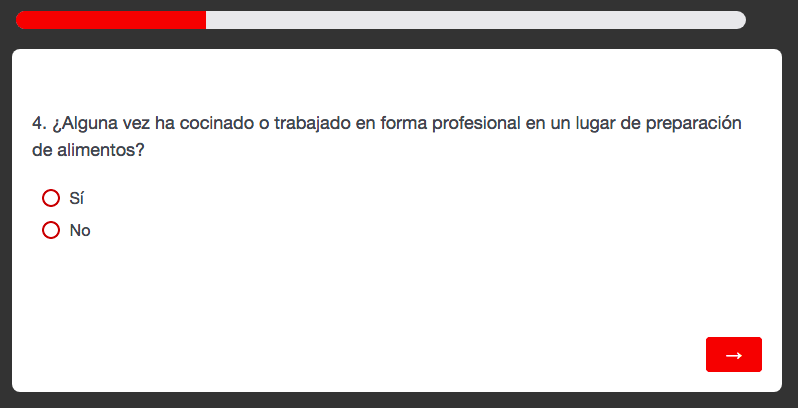 4. ¿Alguna vez ha cocinado o trabajado en forma profesional en un lugar de preparación
de alimentos?
Sí
No
→